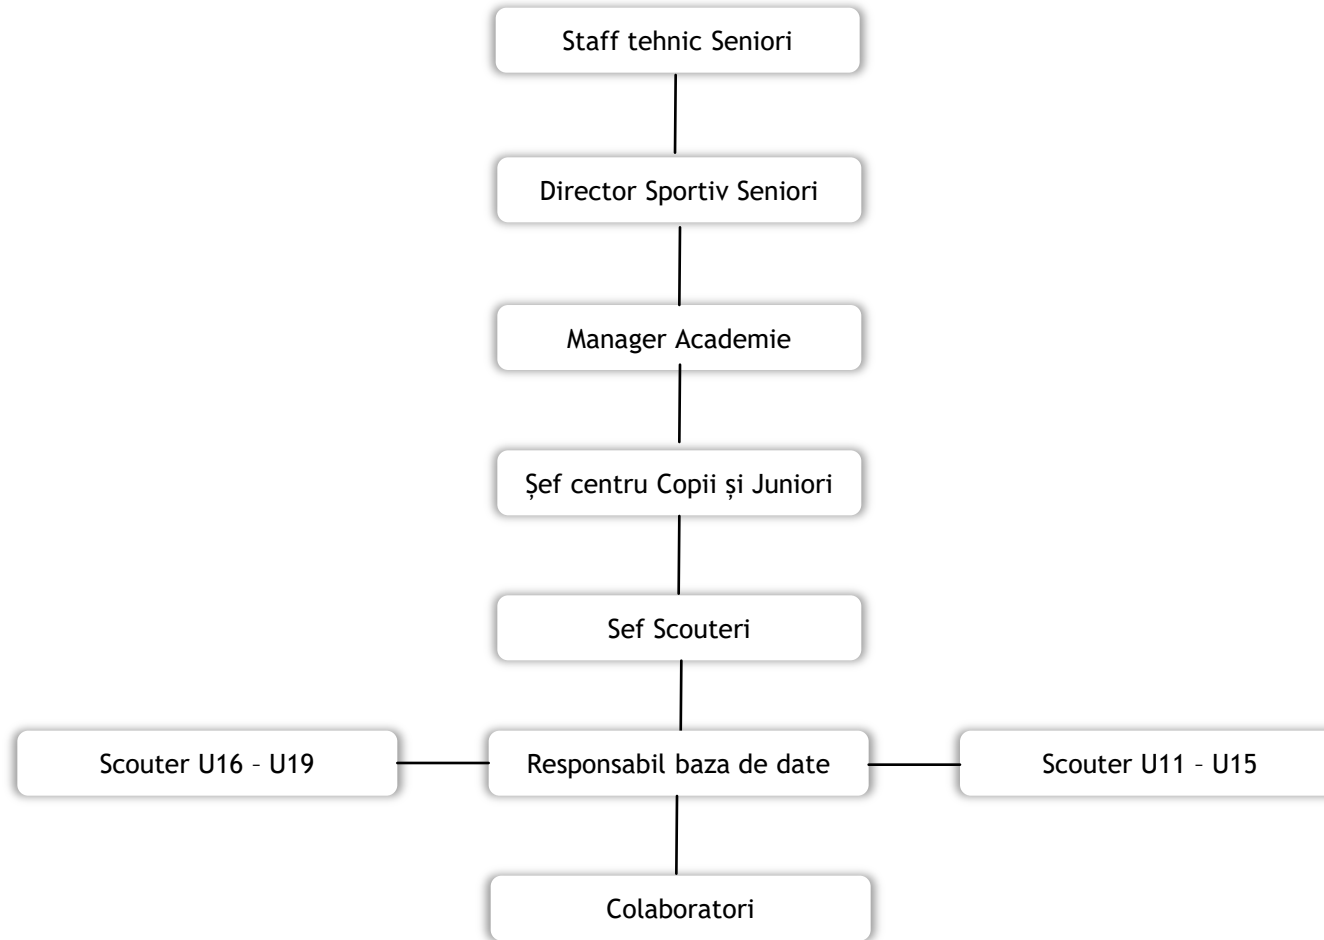 Staff tehnic Seniori
Director Sportiv Seniori
Manager Academie
Șef centru Copii și Juniori
Sef Scouteri
Scouter U16 – U19
Responsabil baza de date
Scouter U11 – U15
Colaboratori